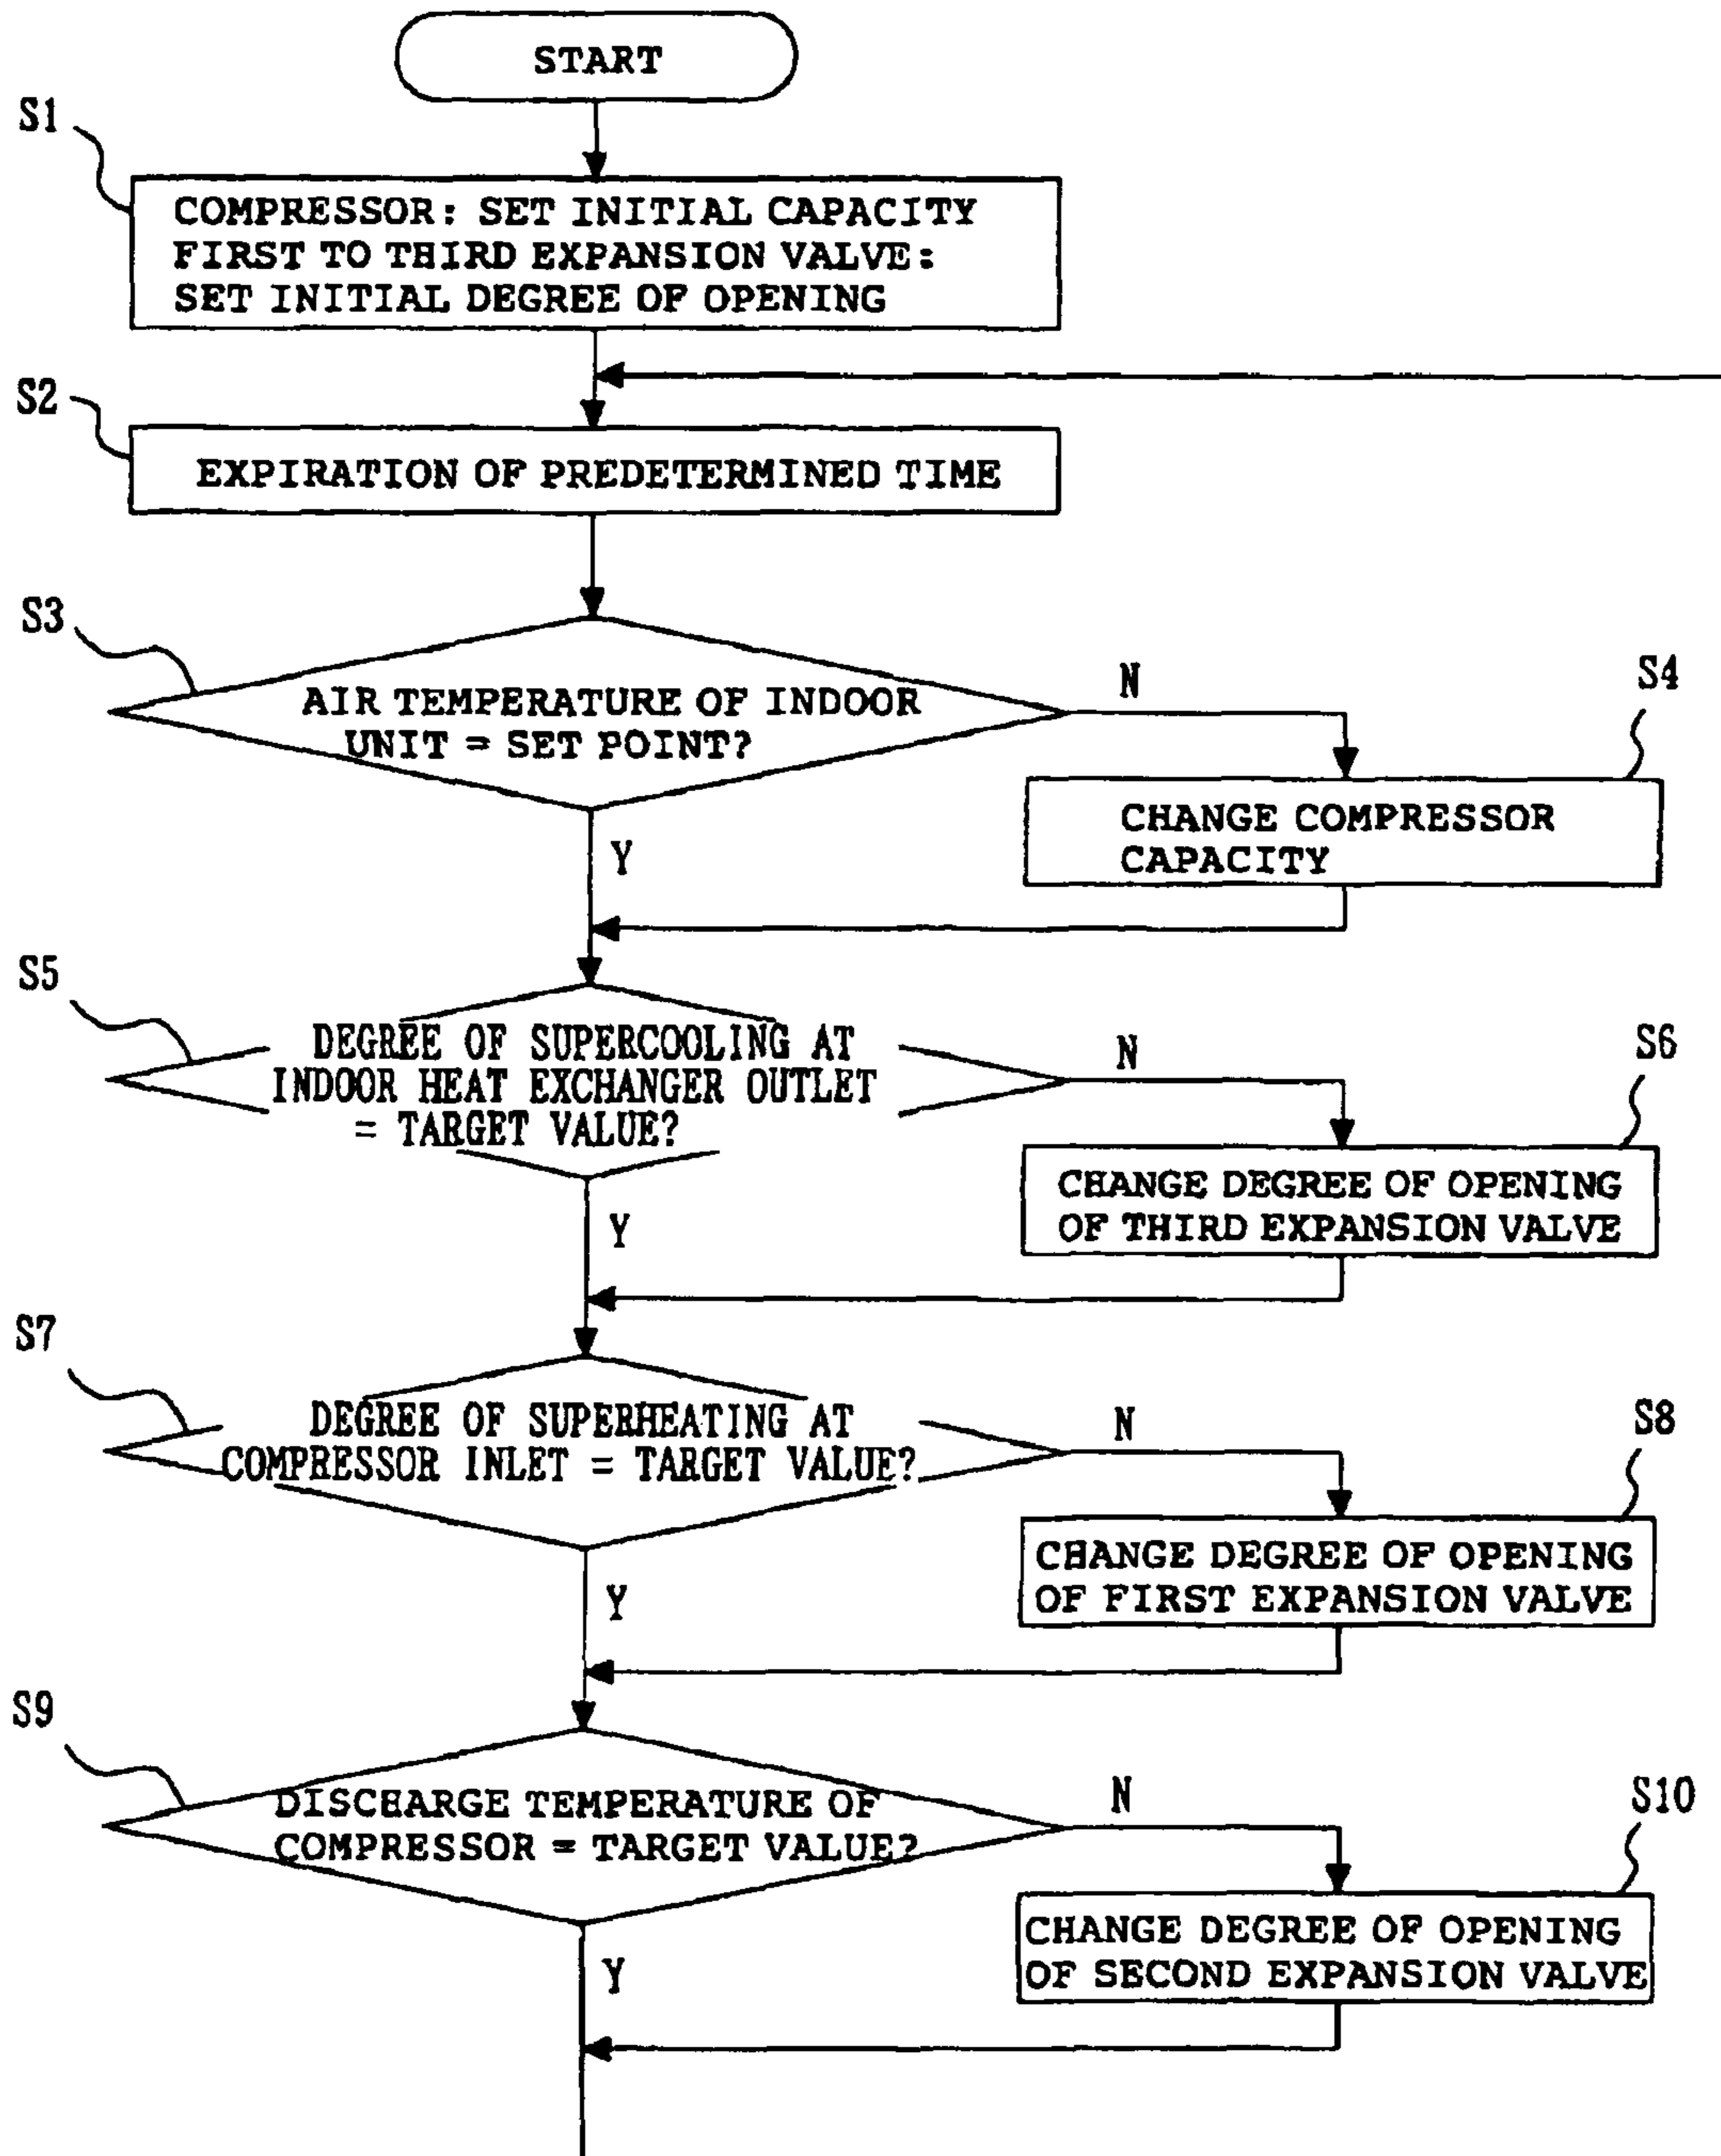 START
S1
COMPRESSOR: SET INITIAL CAPACITY
FIRST TO THIRD EXPANSION VALVE:
SET INITIAL DEGREE OF OPENING
S2
EXPIRATION OF PREDETERMINED TIME
S3
AIR TEMPERATURE OF INDOOR
UNIT = SET POINT?
N
S4
CHANGE COMPRESSOR
CAPACITY
Y
S5
DEGREE OF SUPERCOOLING AT
INDOOR HEAT EXCHANGER OUTLET
= TARGET VALUE?
N
S6
CHANGE DEGREE OF OPENING
OF THIRD EXPANSION VALVE
Y
S7
DEGREE OF SUPERHEATING AT
COMPRESSOR INLET = TARGET VALUE?
N
S8
CHANGE DEGREE OF OPENING
OF FIRST EXPANSION VALVE
Y
S9
DISCHARGE TEMPERATURE OF
COMPRESSOR = TARGET VALUE?
N
S10
CHANGE DEGREE OF OPENING
OF SECOND EXPANSION VALVE
Y